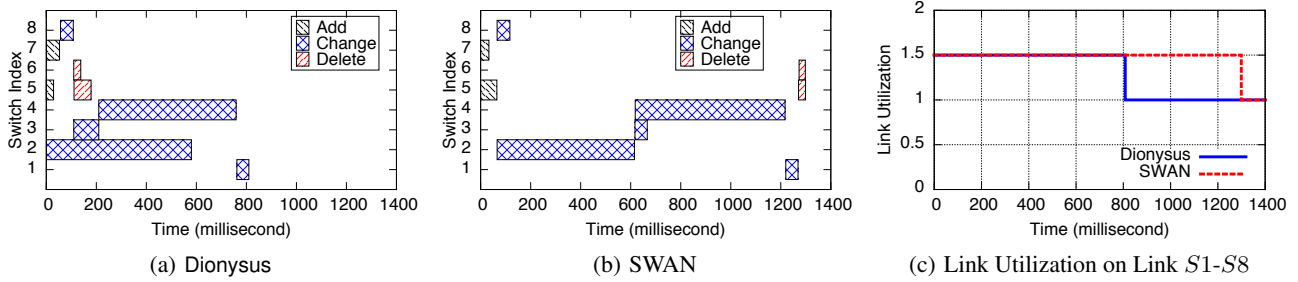 Switch Index
8
7
6
5
4
3
2
1
Add
Change
Delete
0 200 400 600 800 1000 1200 1400
Time (millisecond)
(a) Dionysus
Switch Index
8
7
6
5
4
3
2
1
Add
Change
Delete
0 200 400 600 800 1000 1200 1400
Time (millisecond)
(b) SWAN
Link Utilization
2
1.5
1
0.5
0
Dionysus
SWAN
0 200 400 600 800 1000 1200 1400
Time (millisecond)
(c) Link Utilization on Link S1-S8